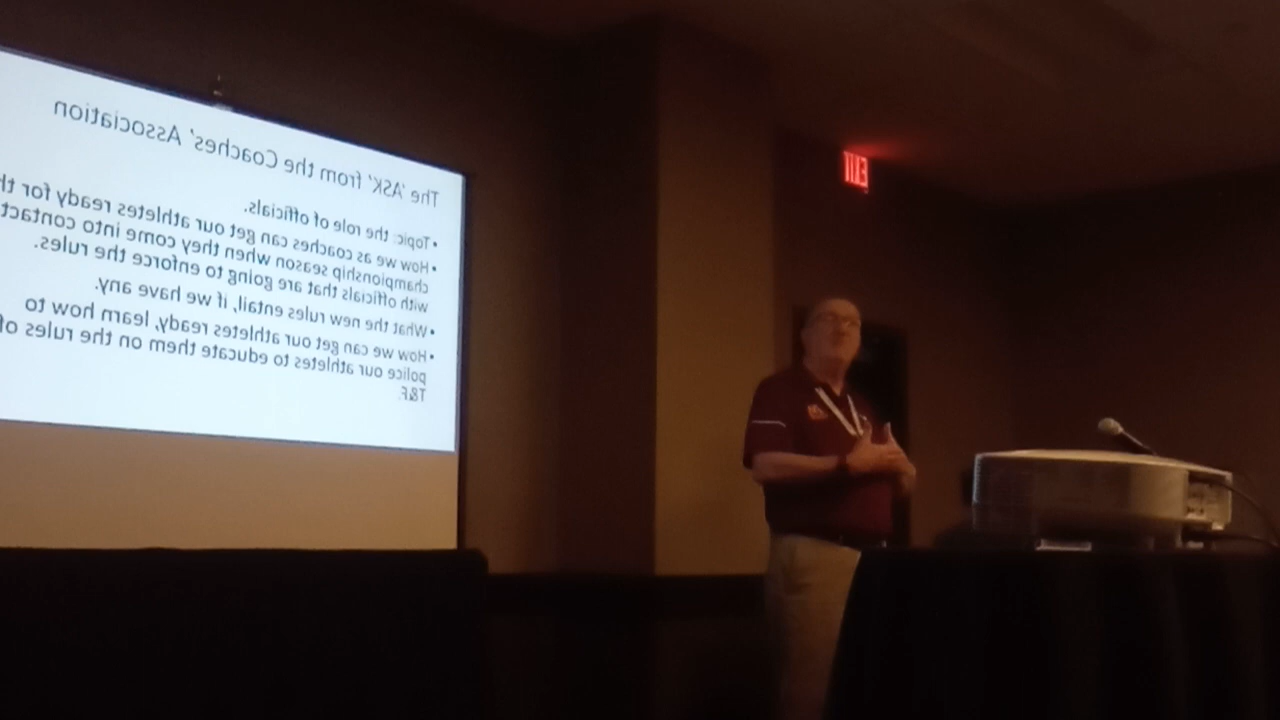 The 'ASK' from the Coaches' Association
•Topic: the role of officials.
•How we as coaches can get our athletes ready for
championship season when they come into contact
with officials that are going to enforce the rules.
•What the new rules entail, if we have any.
•How we can get our athletes ready, learn how to
police our athletes to educate them on the rules of
T&F.
EXIT